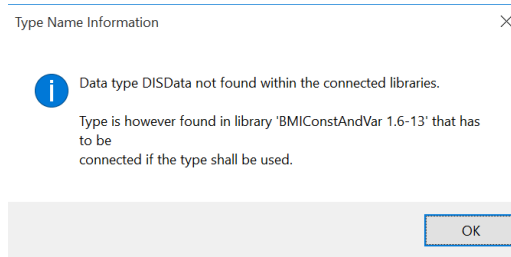 Type Name Information
Data type DISData not found within the connected libraries.
Type is however found in library 'BMIConstAndVar 1.6-13' that has
to be
connected if the type shall be used.
OK